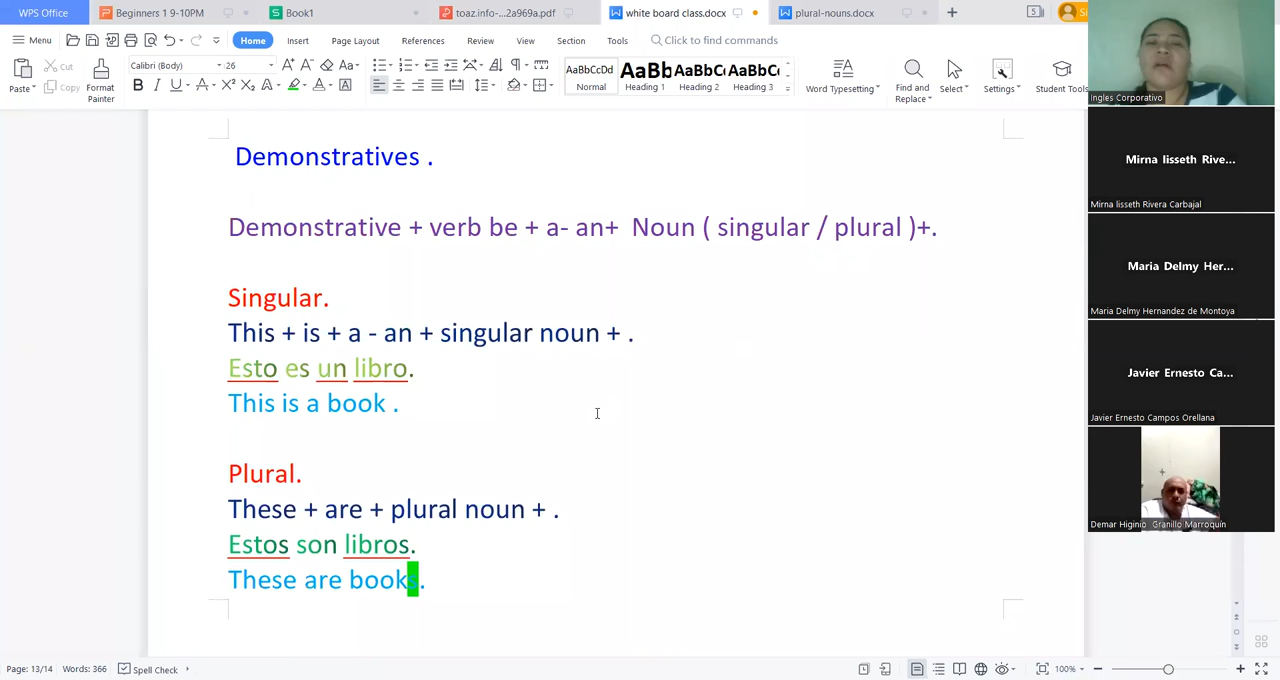 WPS Office
Beginners 1 9-10PM
Book1
toaz.info-...2a969a.pdf
white board class.docx
plural-nouns.docx
Menu
Home
Insert
Page Layout
References
Review
View
Section
Tools
Click to find commands
Paste
Cut
Copy
Format Painter
Calibri (Body)
26
AaBbCcDd
Normal
Heading 1
Heading 2
Heading 3
Word Typesetting
Find and Replace
Select
Settings
Student Tools
Demonstratives .
Demonstrative + verb be + a- an+ Noun ( singular / plural )+.
Singular.
This + is + a - an + singular noun + .
Esto es un libro.
This is a book .
Plural.
These + are + plural noun + .
Estos son libros.
These are books.
Ingles Corporativo
Mirna lisseth Rive...
Mirna lisseth Rivera Carbajal
Maria Delmy Her...
Maria Delmy Hernandez de Montoya
Javier Ernesto Ca...
Javier Ernesto Campos Orellana
Demar Higinio Granillo Marroquín
Page: 13/14
Words: 366
Spell Check
100%